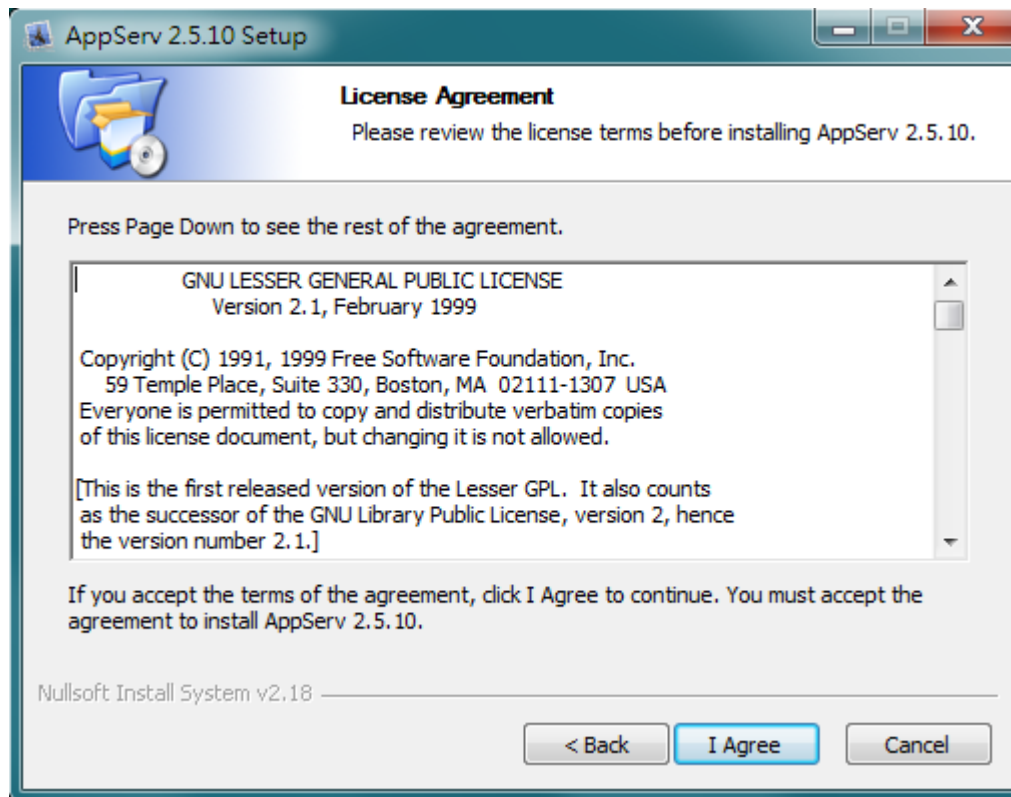 AppServ 2.5.10 Setup
License Agreement
Please review the license terms before installing AppServ 2.5.10.
Press Page Down to see the rest of the agreement.
GNU LESSER GENERAL PUBLIC LICENSE
Version 2.1, February 1999
Copyright (C) 1991, 1999 Free Software Foundation, Inc.
59 Temple Place, Suite 330, Boston, MA  02111-1307  USA
Everyone is permitted to copy and distribute verbatim copies
of this license document, but changing it is not allowed.
[This is the first released version of the Lesser GPL.  It also counts
as the successor of the GNU Library Public License, version 2, hence
the version number 2.1.]
If you accept the terms of the agreement, click I Agree to continue. You must accept the
agreement to install AppServ 2.5.10.
Nullsoft Install System v2.18
< Back
I Agree
Cancel